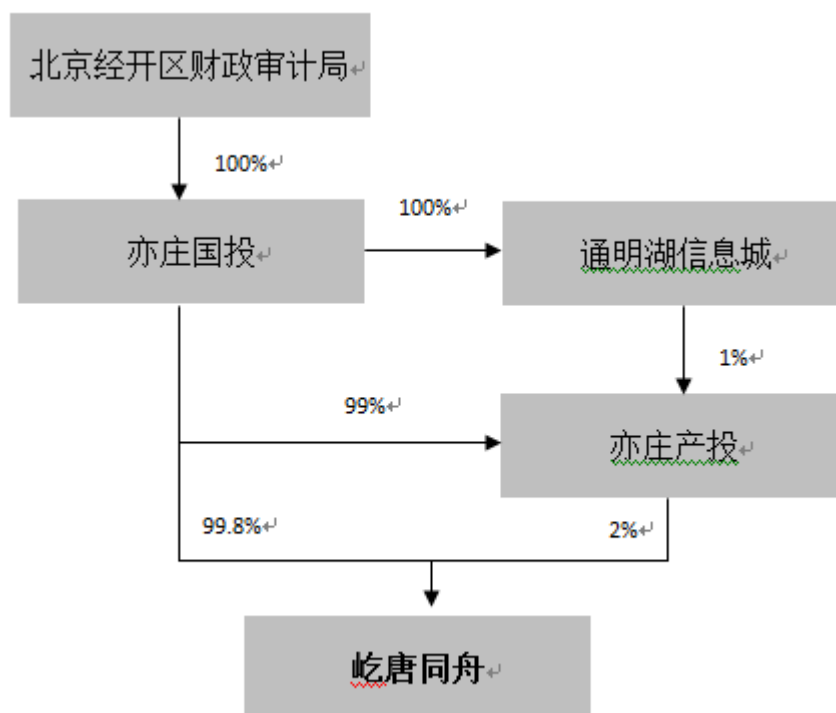 北京经开区财政审计局
100%
100%
亦庄国投
通明湖信息城
1%
99%
亦庄产投
99.8%
2%
屹唐同舟